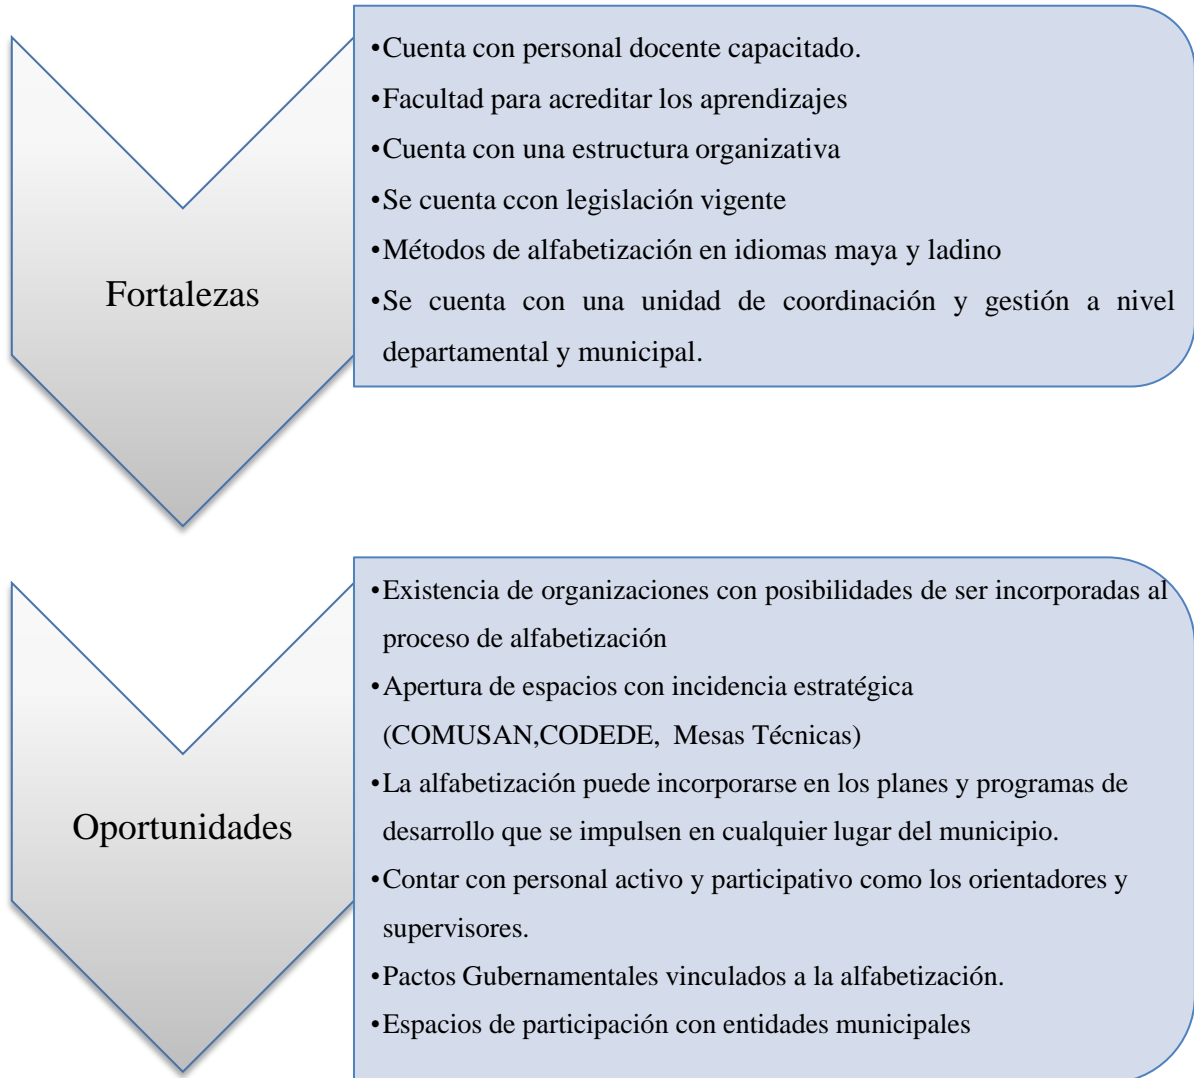 Fortalezas
•Cuenta con personal docente capacitado.
•Facultad para acreditar los aprendizajes
•Cuenta con una estructura organizativa
•Se cuenta ccon legislación vigente
•Métodos de alfabetización en idiomas maya y ladino
•Se cuenta con una unidad de coordinación y gestión a nivel
departamental y municipal.
Oportunidades
•Existencia de organizaciones con posibilidades de ser incorporadas al
proceso de alfabetización
•Apertura de espacios con incidencia estratégica
(COMUSAN,CODEDE, Mesas Técnicas)
•La alfabetización puede incorporarse en los planes y programas de
desarrollo que se impulsen en cualquier lugar del municipio.
•Contar con personal activo y participativo como los orientadores y
supervisores.
•Pactos Gubernamentales vinculados a la alfabetización.
•Espacios de participación con entidades municipales